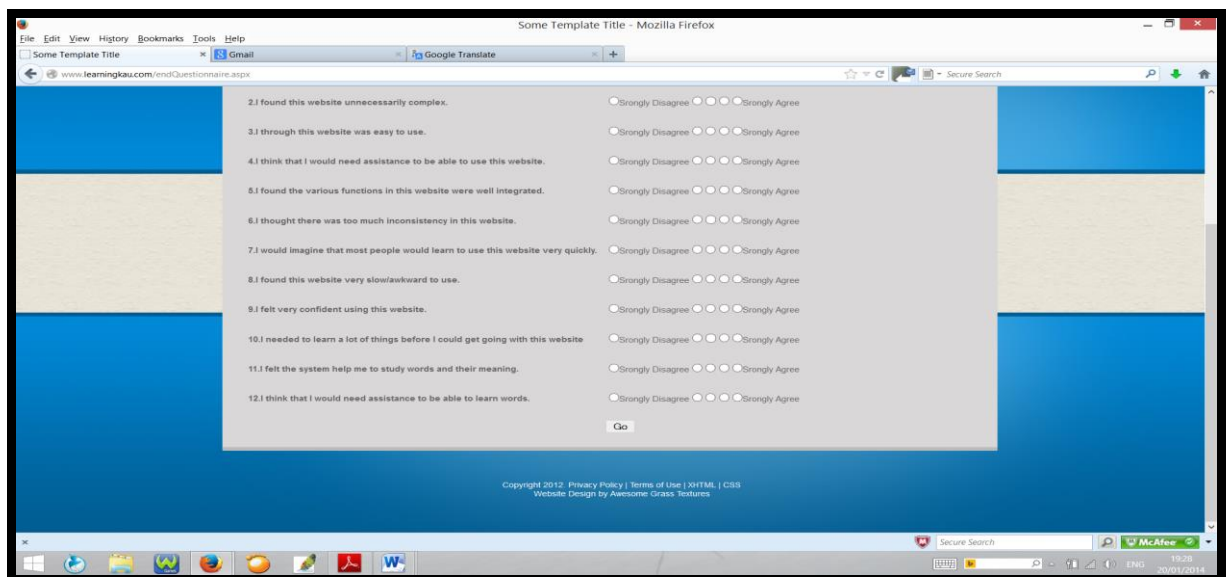 Some Template Title - Mozilla Firefox
File Edit View History Bookmarks Tools Help
Some Template Title Gmail Google Translate
www.learningkau.com/endQuestionnaire.aspx Secure Search
2.I found this website unnecessarily complex. Srongly Disagree Srongly Agree
3.I through this website was easy to use. Srongly Disagree Srongly Agree
4.I think that I would need assistance to be able to use this website. Srongly Disagree Srongly Agree
5.I found the various functions in this website were well integrated. Srongly Disagree Srongly Agree
6.I thought there was too much inconsistency in this website. Srongly Disagree Srongly Agree
7.I would imagine that most people would learn to use this website very quickly. Srongly Disagree Srongly Agree
8.I found this website very slow/awkward to use. Srongly Disagree Srongly Agree
9.I felt very confident using this website. Srongly Disagree Srongly Agree
10.I needed to learn a lot of things before I could get going with this website Srongly Disagree Srongly Agree
11.I felt the system help me to study words and their meaning. Srongly Disagree Srongly Agree
12.I think that I would need assistance to be able to learn words. Srongly Disagree Srongly Agree
Go
Copyright 2012. Privacy Policy | Terms of Use | XHTML | CSS
Website Design by Awesome Grass Textures
Secure Search McAfee
ENG 19:28
20/01/2014